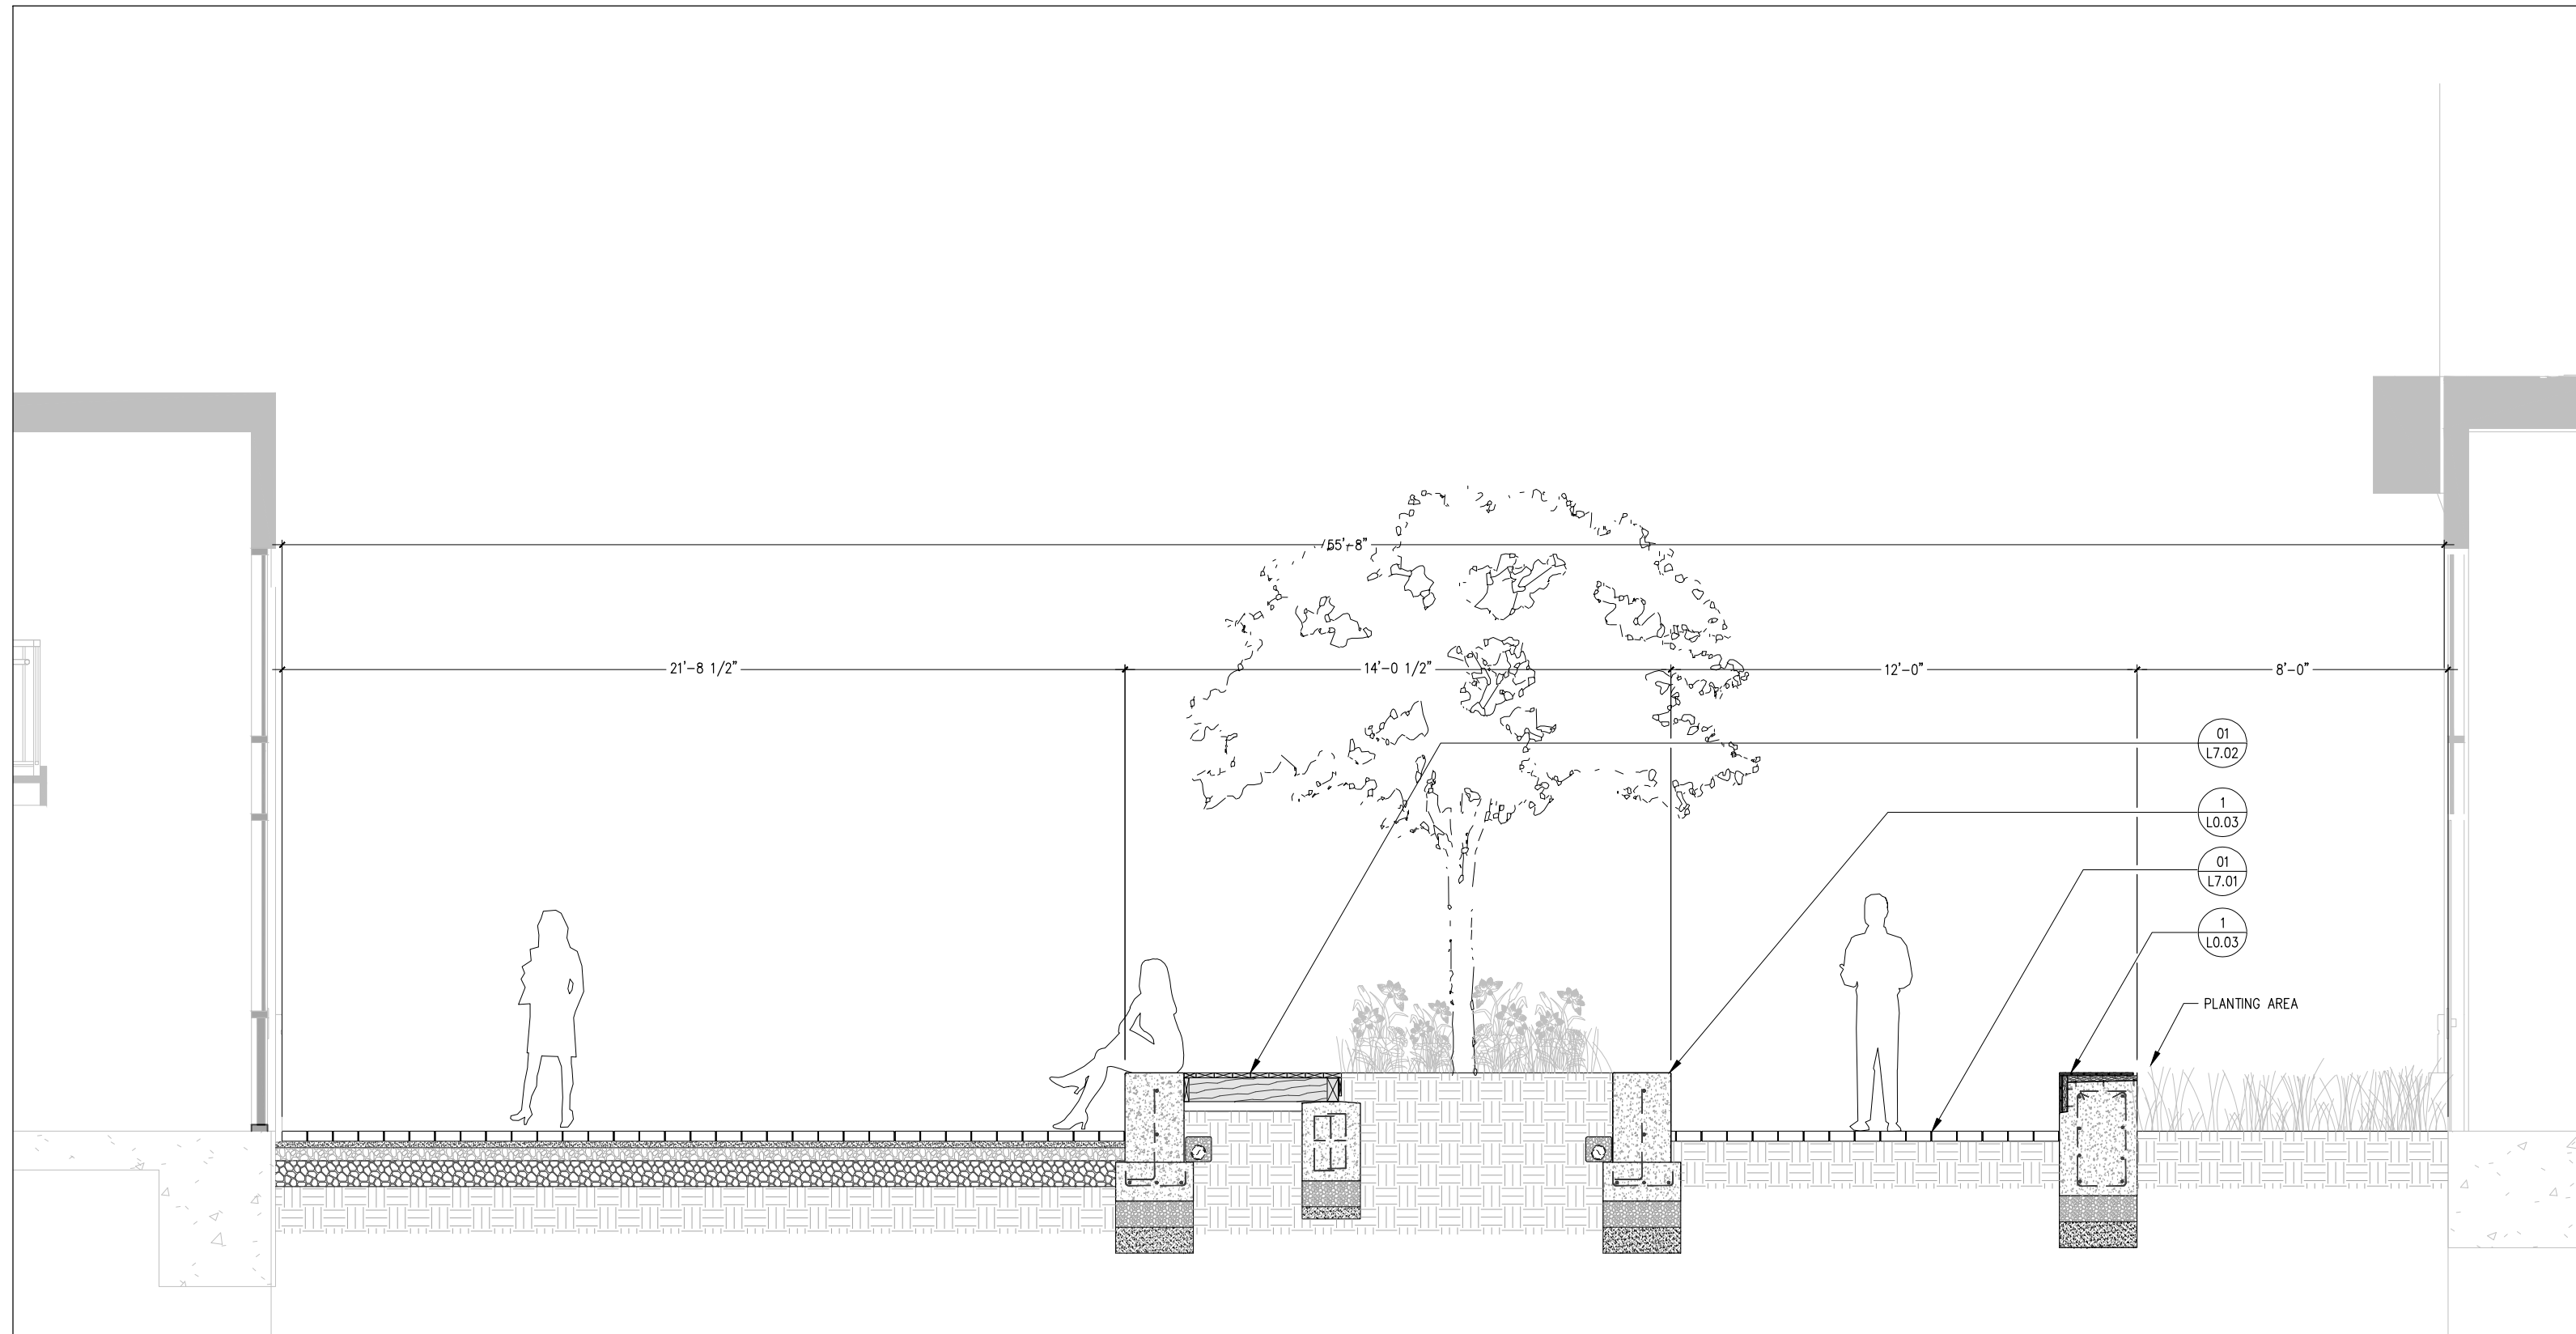 55'-8"
21'-8 1/2"
14'-0 1/2"
12'-0"
8'-0"
01
L7.02
1
L0.03
01
L7.01
1
L0.03
PLANTING AREA